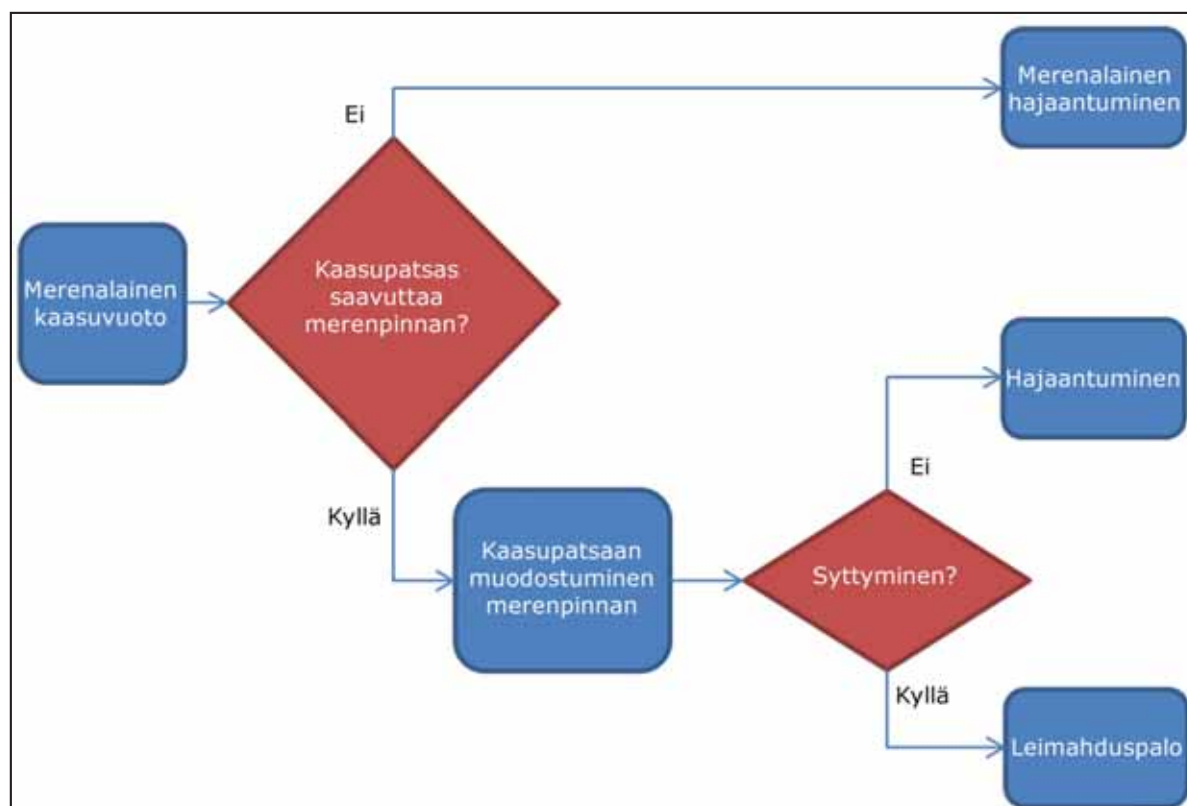 Merenalainen
hajaantuminen
Ei
Merenalainen
kaasuvuoto
Kaasupatsas
saavuttaa
merenpinnan?
Hajaantuminen
Ei
Kyllä
Kaasupatsaan
muodostuminen
merenpinnan
Syttyminen?
Kyllä
Leimahduspalo